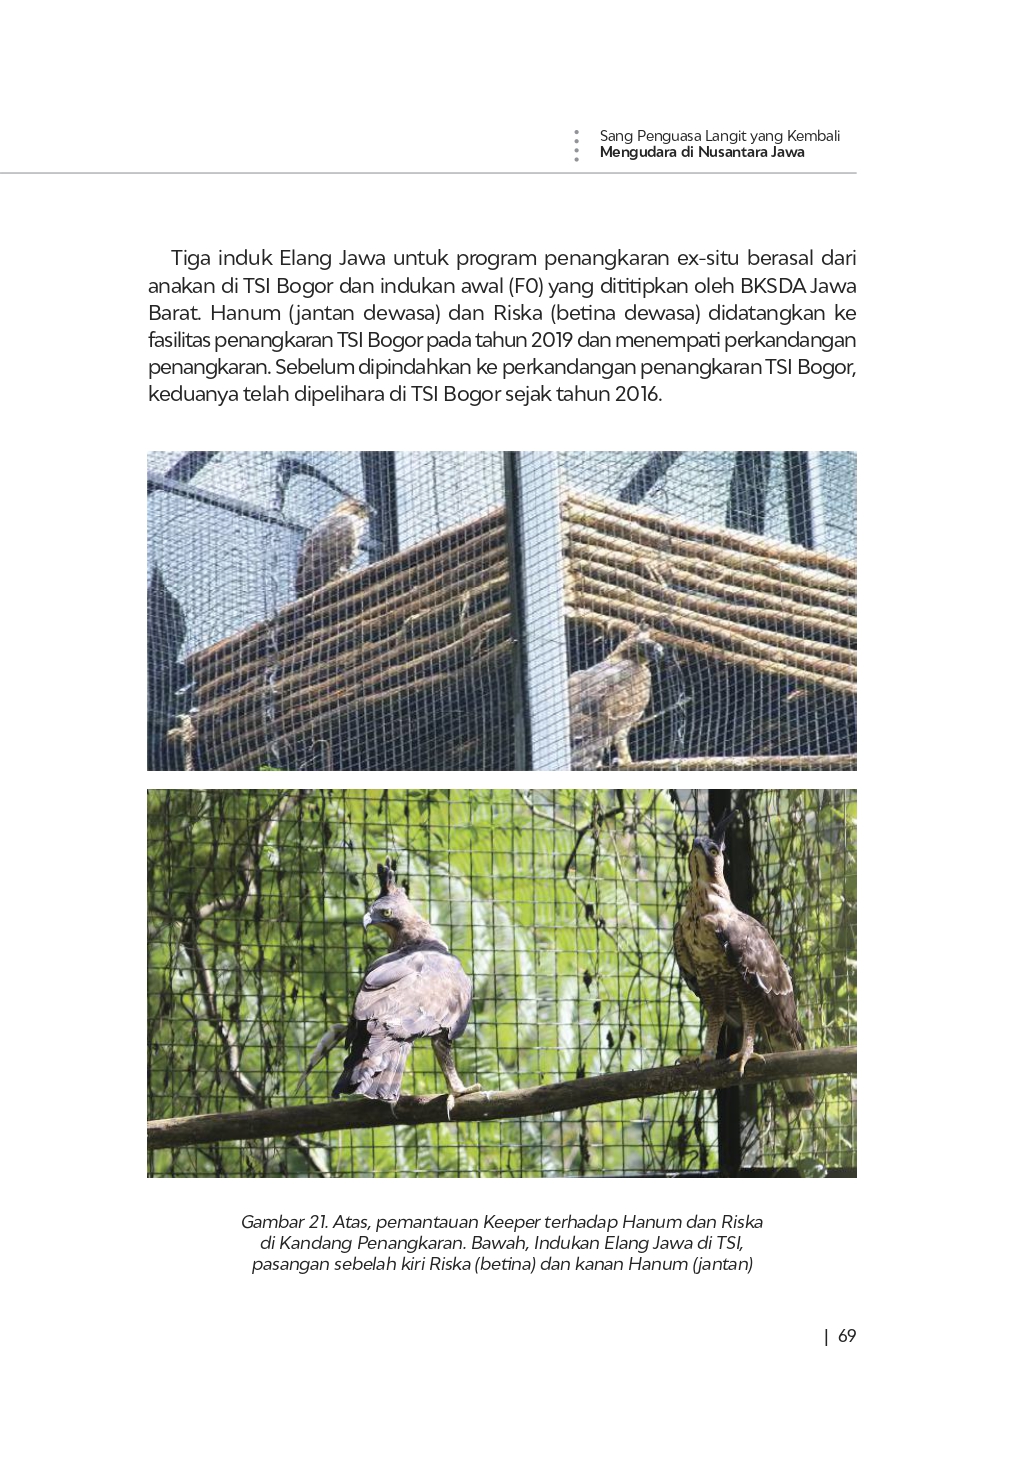 Sang Penguasa Langit yang Kembali
Mengudara di Nusantara Jawa
Tiga induk Elang Jawa untuk program penangkaran ex-situ berasal dari
anakan di TSI Bogor dan indukan awal (F0) yang dititipkan oleh BKSDA Jawa
Barat. Hanum (jantan dewasa) dan Riska (betina dewasa) didatangkan ke
fasilitas penangkaran TSI Bogor pada tahun 2019 dan menempati perkandangan
penangkaran. Sebelum dipindahkan ke perkandangan penangkaran TSI Bogor,
keduanya telah dipelihara di TSI Bogor sejak tahun 2016.
Gambar 21. Atas, pemantauan Keeper terhadap Hanum dan Riska
di Kandang Penangkaran. Bawah, Indukan Elang Jawa di TSI,
pasangan sebelah kiri Riska (betina) dan kanan Hanum (jantan)
| 69